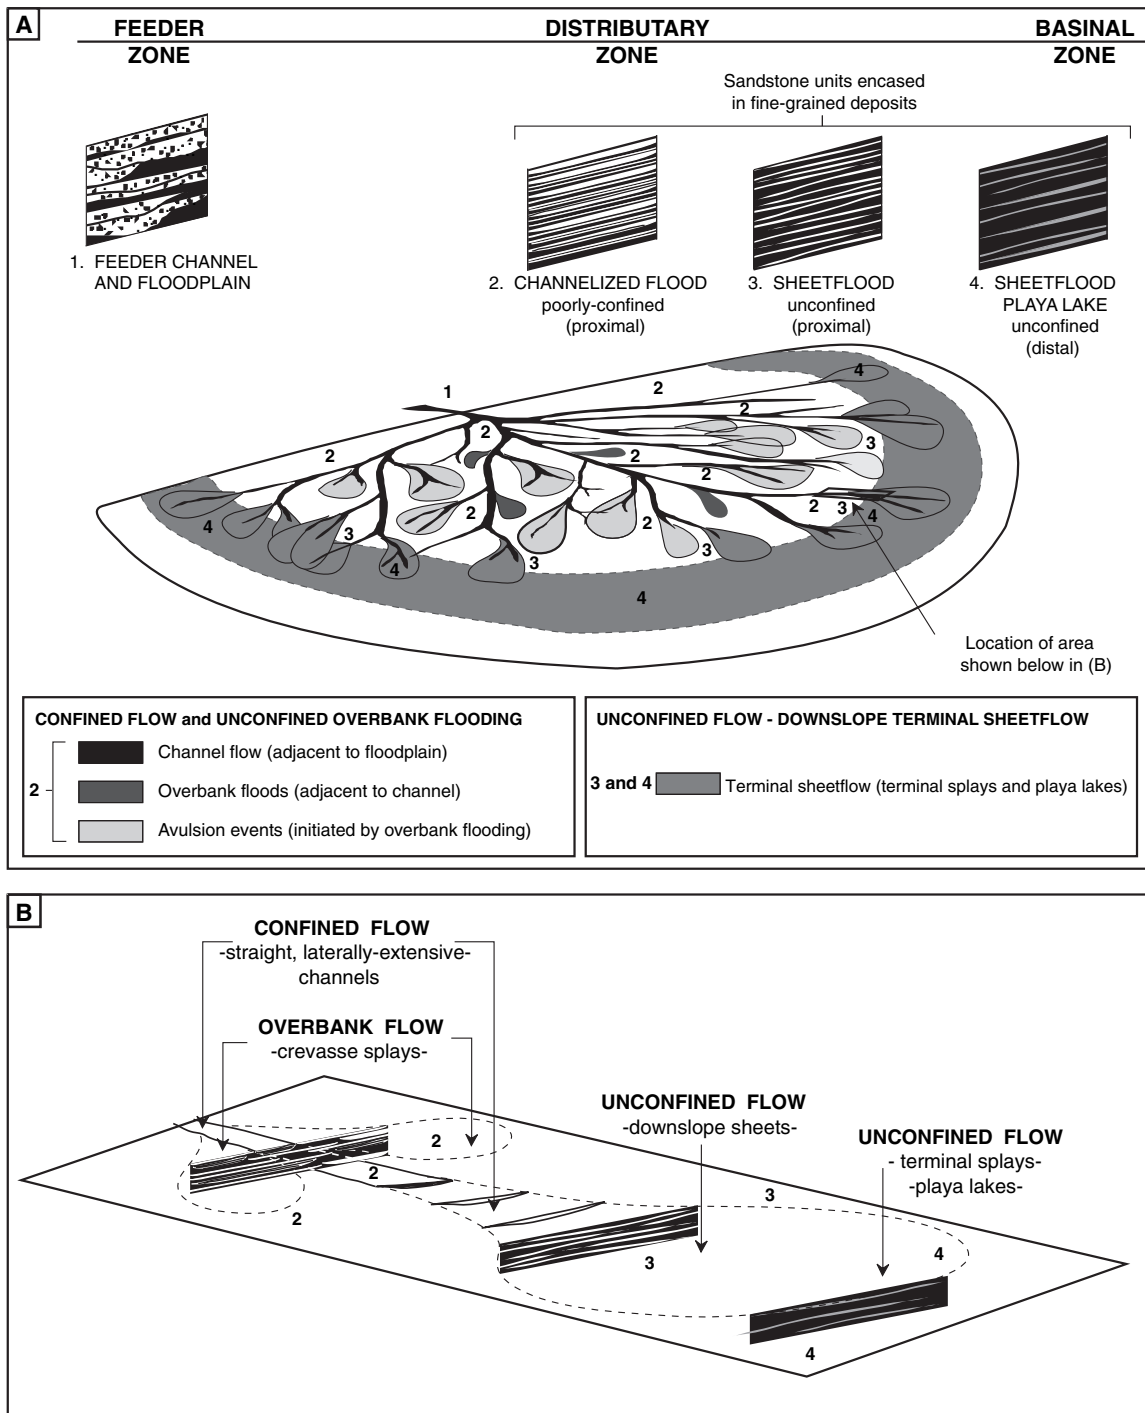 A
FEEDER
ZONE
DISTRIBUTARY
ZONE
BASINAL
ZONE
Sandstone units encased
in fine-grained deposits
1. FEEDER CHANNEL
AND FLOODPLAIN
2. CHANNELIZED FLOOD
poorly-confined
(proximal)
3. SHEETFLOOD
unconfined
(proximal)
4. SHEETFLOOD
PLAYA LAKE
unconfined
(distal)
1
2
4
2
2
3
2
2
2
2
2
3
4
2
4
3
4
3
2
3
4
3
4
Location of area
shown below in (B)
CONFINED FLOW and UNCONFINED OVERBANK FLOODING
2
Channel flow (adjacent to floodplain)
Overbank floods (adjacent to channel)
Avulsion events (initiated by overbank flooding)
UNCONFINED FLOW - DOWNSLOPE TERMINAL SHEETFLOW
3 and 4
Terminal sheetflow (terminal splays and playa lakes)
B
CONFINED FLOW
-straight, laterally-extensive-
channels
OVERBANK FLOW
-crevasse splays-
UNCONFINED FLOW
-downslope sheets-
UNCONFINED FLOW
- terminal splays-
-playa lakes-
2
2
2
3
3
4
4